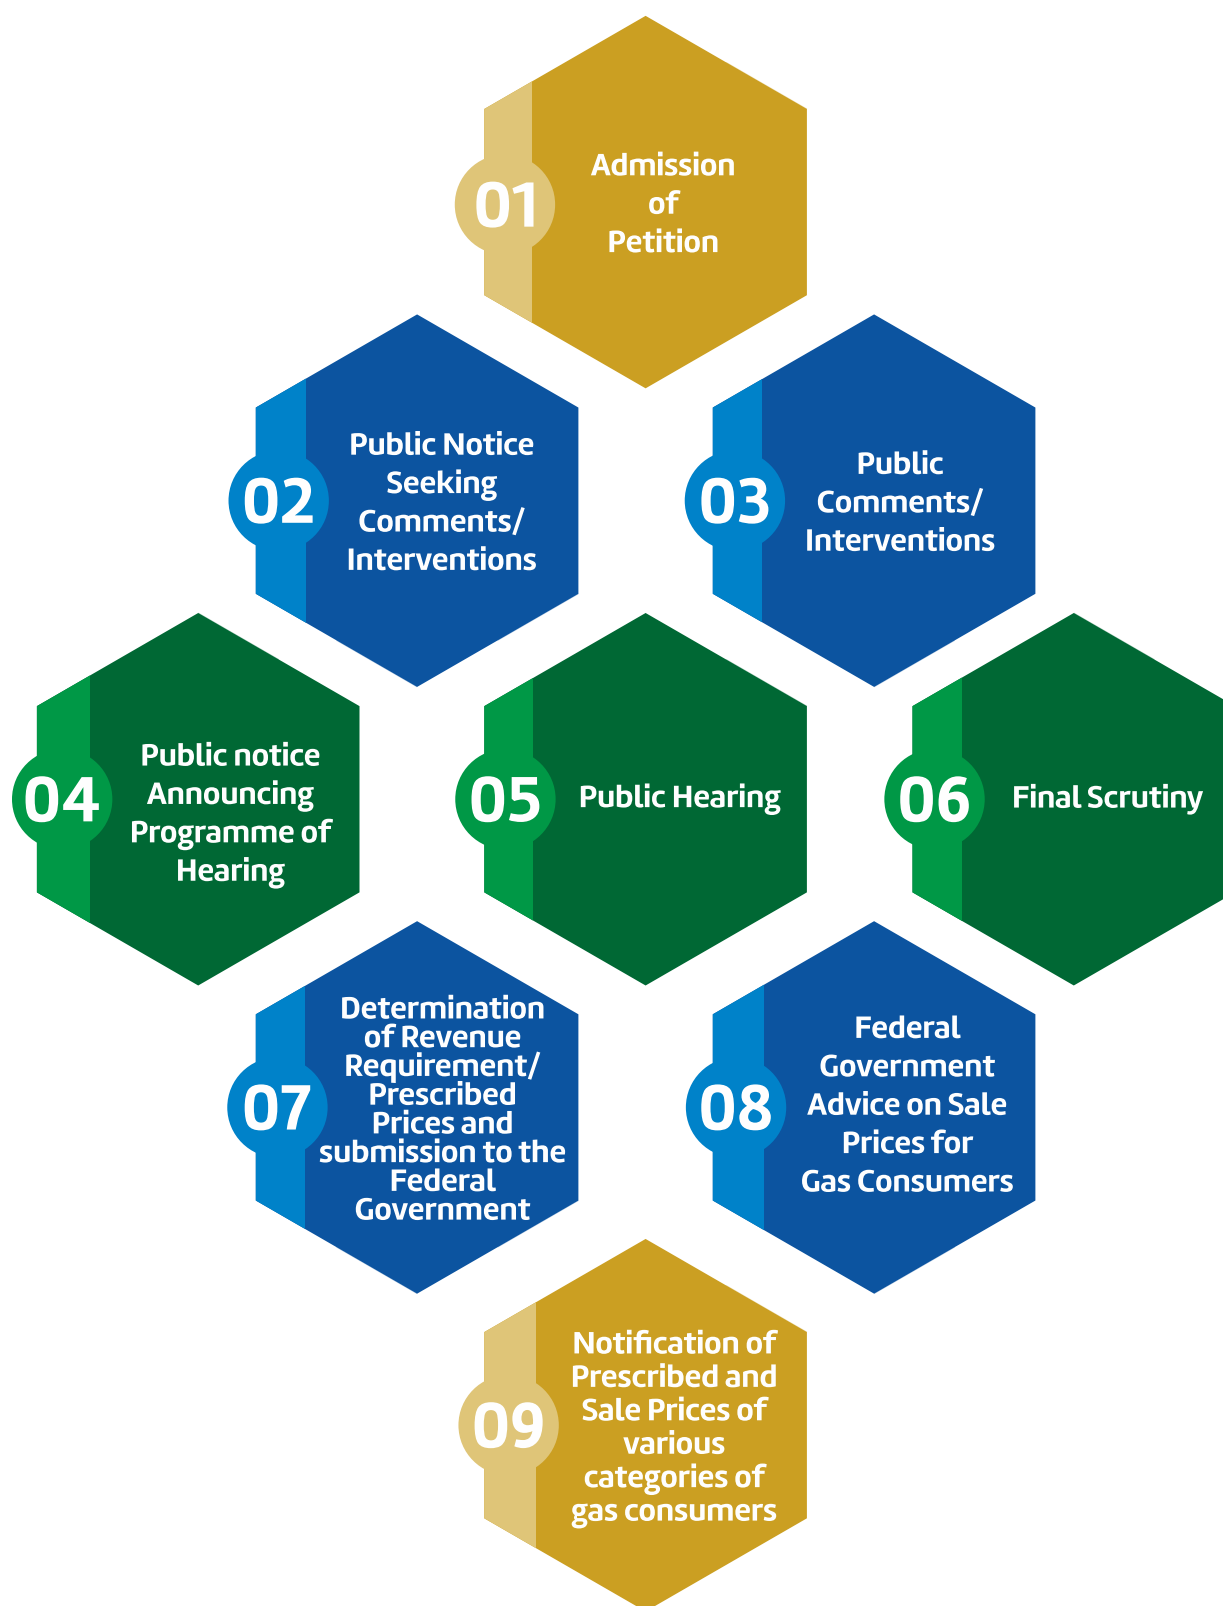 01
Admission
of
Petition
02
Public Notice
Seeking
Comments/
Interventions
03
Public
Comments/
Interventions
04
Public notice
Announcing
Programme of
Hearing
05
Public Hearing
06
Final Scrutiny
07
Determination
of Revenue
Requirement/
Prescribed
Prices and
submission to the
Federal
Government
08
Federal
Government
Advice on Sale
Prices for
Gas Consumers
09
Notification of
Prescribed and
Sale Prices of
various
categories of
gas consumers